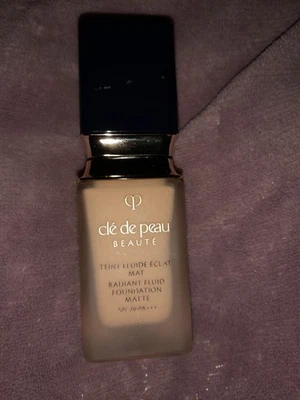 clé de peau
BEAUTÉ
TEINT FLUIDE ÉCLAT
MAT
RADIANT FLUID
FOUNDATION
MATTE